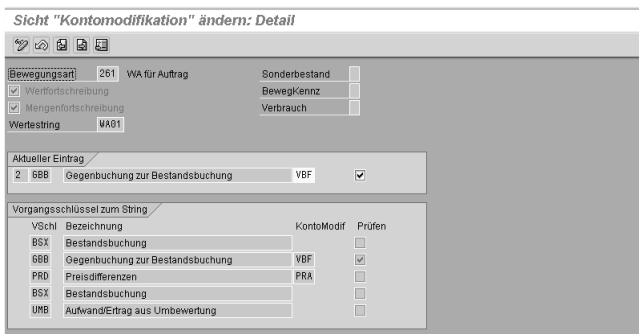 Sicht "Kontomodifikation" ändern: Detail
Bewegungsart 261 WA für Auftrag Sonderbestand
Wertfortschreibung BewegKennz
Mengenfortschreibung Verbrauch
Wertestring WA01
Aktueller Eintrag
2 GBB Gegenbuchung zur Bestandsbuchung VBF
Vorgangsschlüssel zum String
VSchl Bezeichnung KontoModif Prüfen
BSX Bestandsbuchung
GBB Gegenbuchung zur Bestandsbuchung VBF
PRD Preisdifferenzen PRA
BSX Bestandsbuchung
UMB Aufwand/Ertrag aus Umbewertung